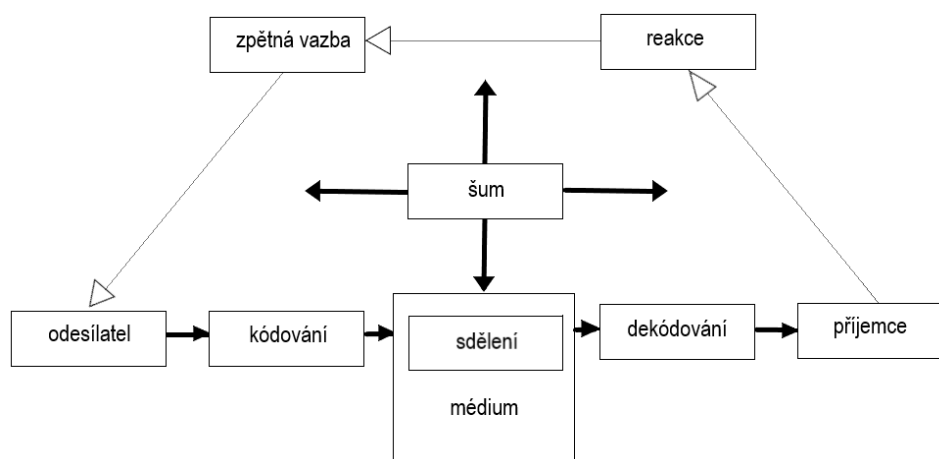 zpětná vazba
reakce
šum
odesílatel
kódování
sdělení
médium
dekódování
příjemce